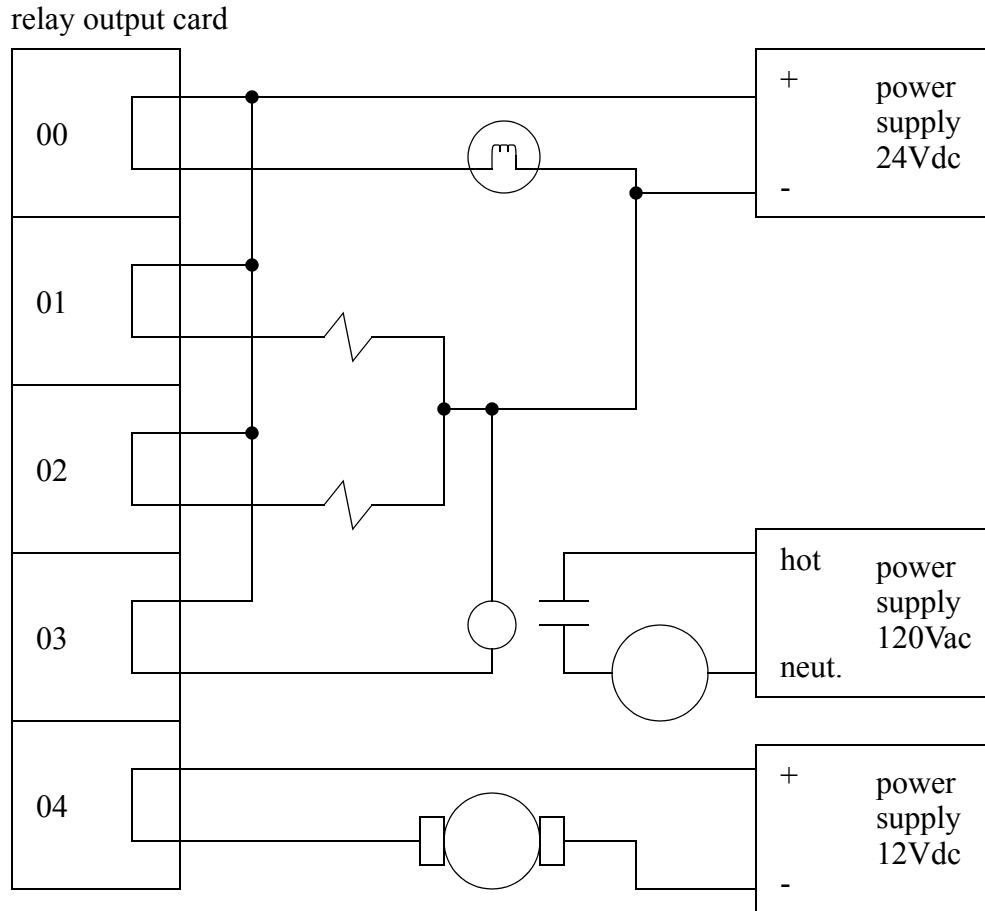 relay output card
00
01
02
03
04
+
-
power
supply
24Vdc
hot
neut.
power
supply
120Vac
+
-
power
supply
12Vdc